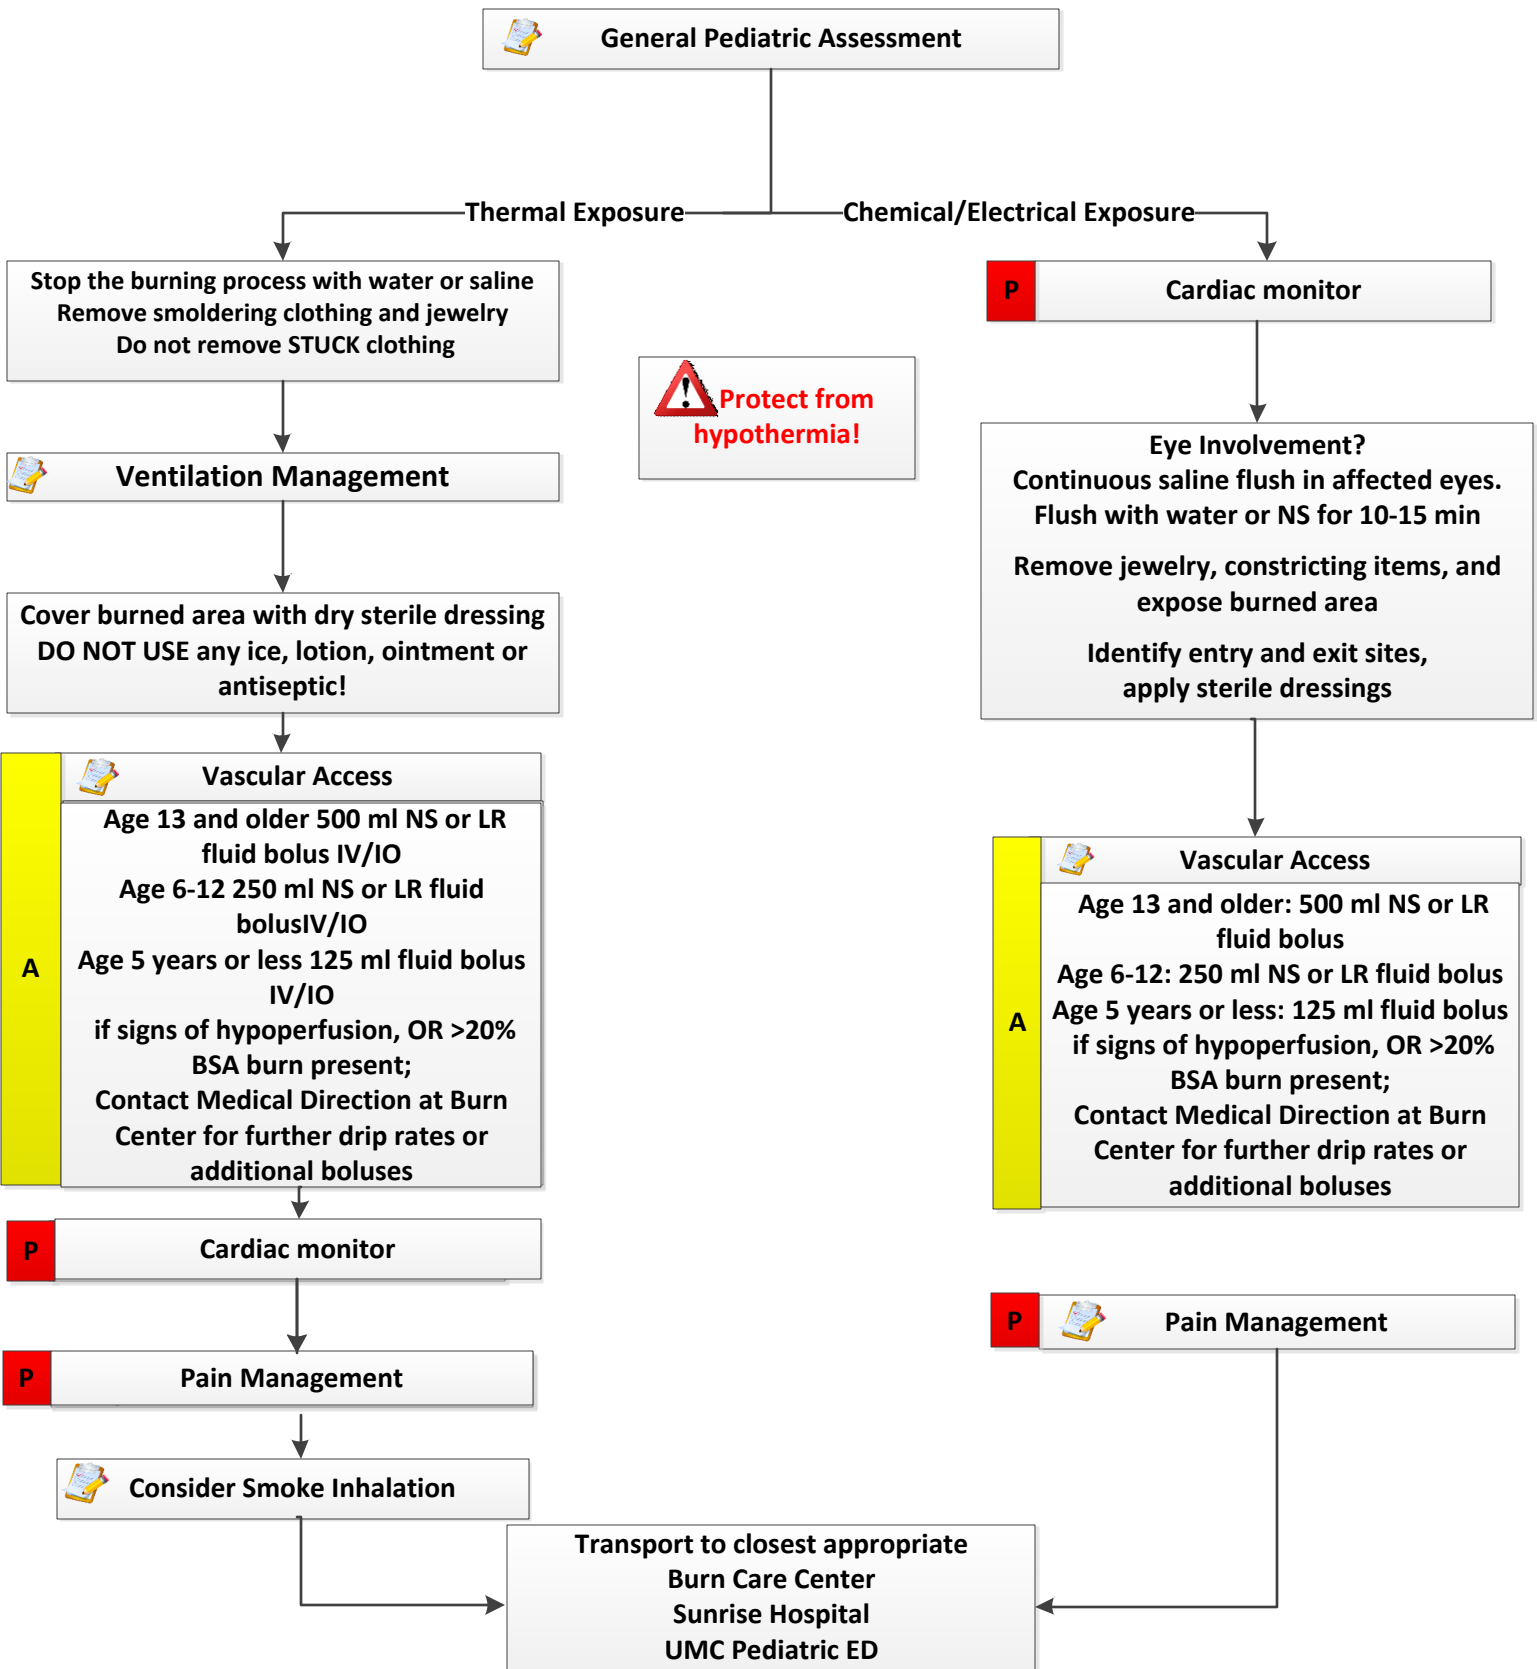 General Pediatric Assessment
Thermal Exposure
Chemical/Electrical Exposure
Stop the burning process with water or saline
Remove smoldering clothing and jewelry
Do not remove STUCK clothing
Ventilation Management
Cover burned area with dry sterile dressing
DO NOT USE any ice, lotion, ointment or
antiseptic!
A
Vascular Access
Age 13 and older 500 ml NS or LR
fluid bolus IV/IO
Age 6-12 250 ml NS or LR fluid
bolusIV/IO
Age 5 years or less 125 ml fluid bolus
IV/IO
if signs of hypoperfusion, OR >20%
BSA burn present;
Contact Medical Direction at Burn
Center for further drip rates or
additional boluses
P
Cardiac monitor
P
Pain Management
Consider Smoke Inhalation
Protect from
hypothermia!
P
Cardiac monitor
Eye Involvement?
Continuous saline flush in affected eyes.
Flush with water or NS for 10-15 min
Remove jewelry, constricting items, and
expose burned area
Identify entry and exit sites,
apply sterile dressings
A
Vascular Access
Age 13 and older: 500 ml NS or LR
fluid bolus
Age 6-12: 250 ml NS or LR fluid bolus
Age 5 years or less: 125 ml fluid bolus
if signs of hypoperfusion, OR >20%
BSA burn present;
Contact Medical Direction at Burn
Center for further drip rates or
additional boluses
P
Pain Management
Transport to closest appropriate
Burn Care Center
Sunrise Hospital
UMC Pediatric ED